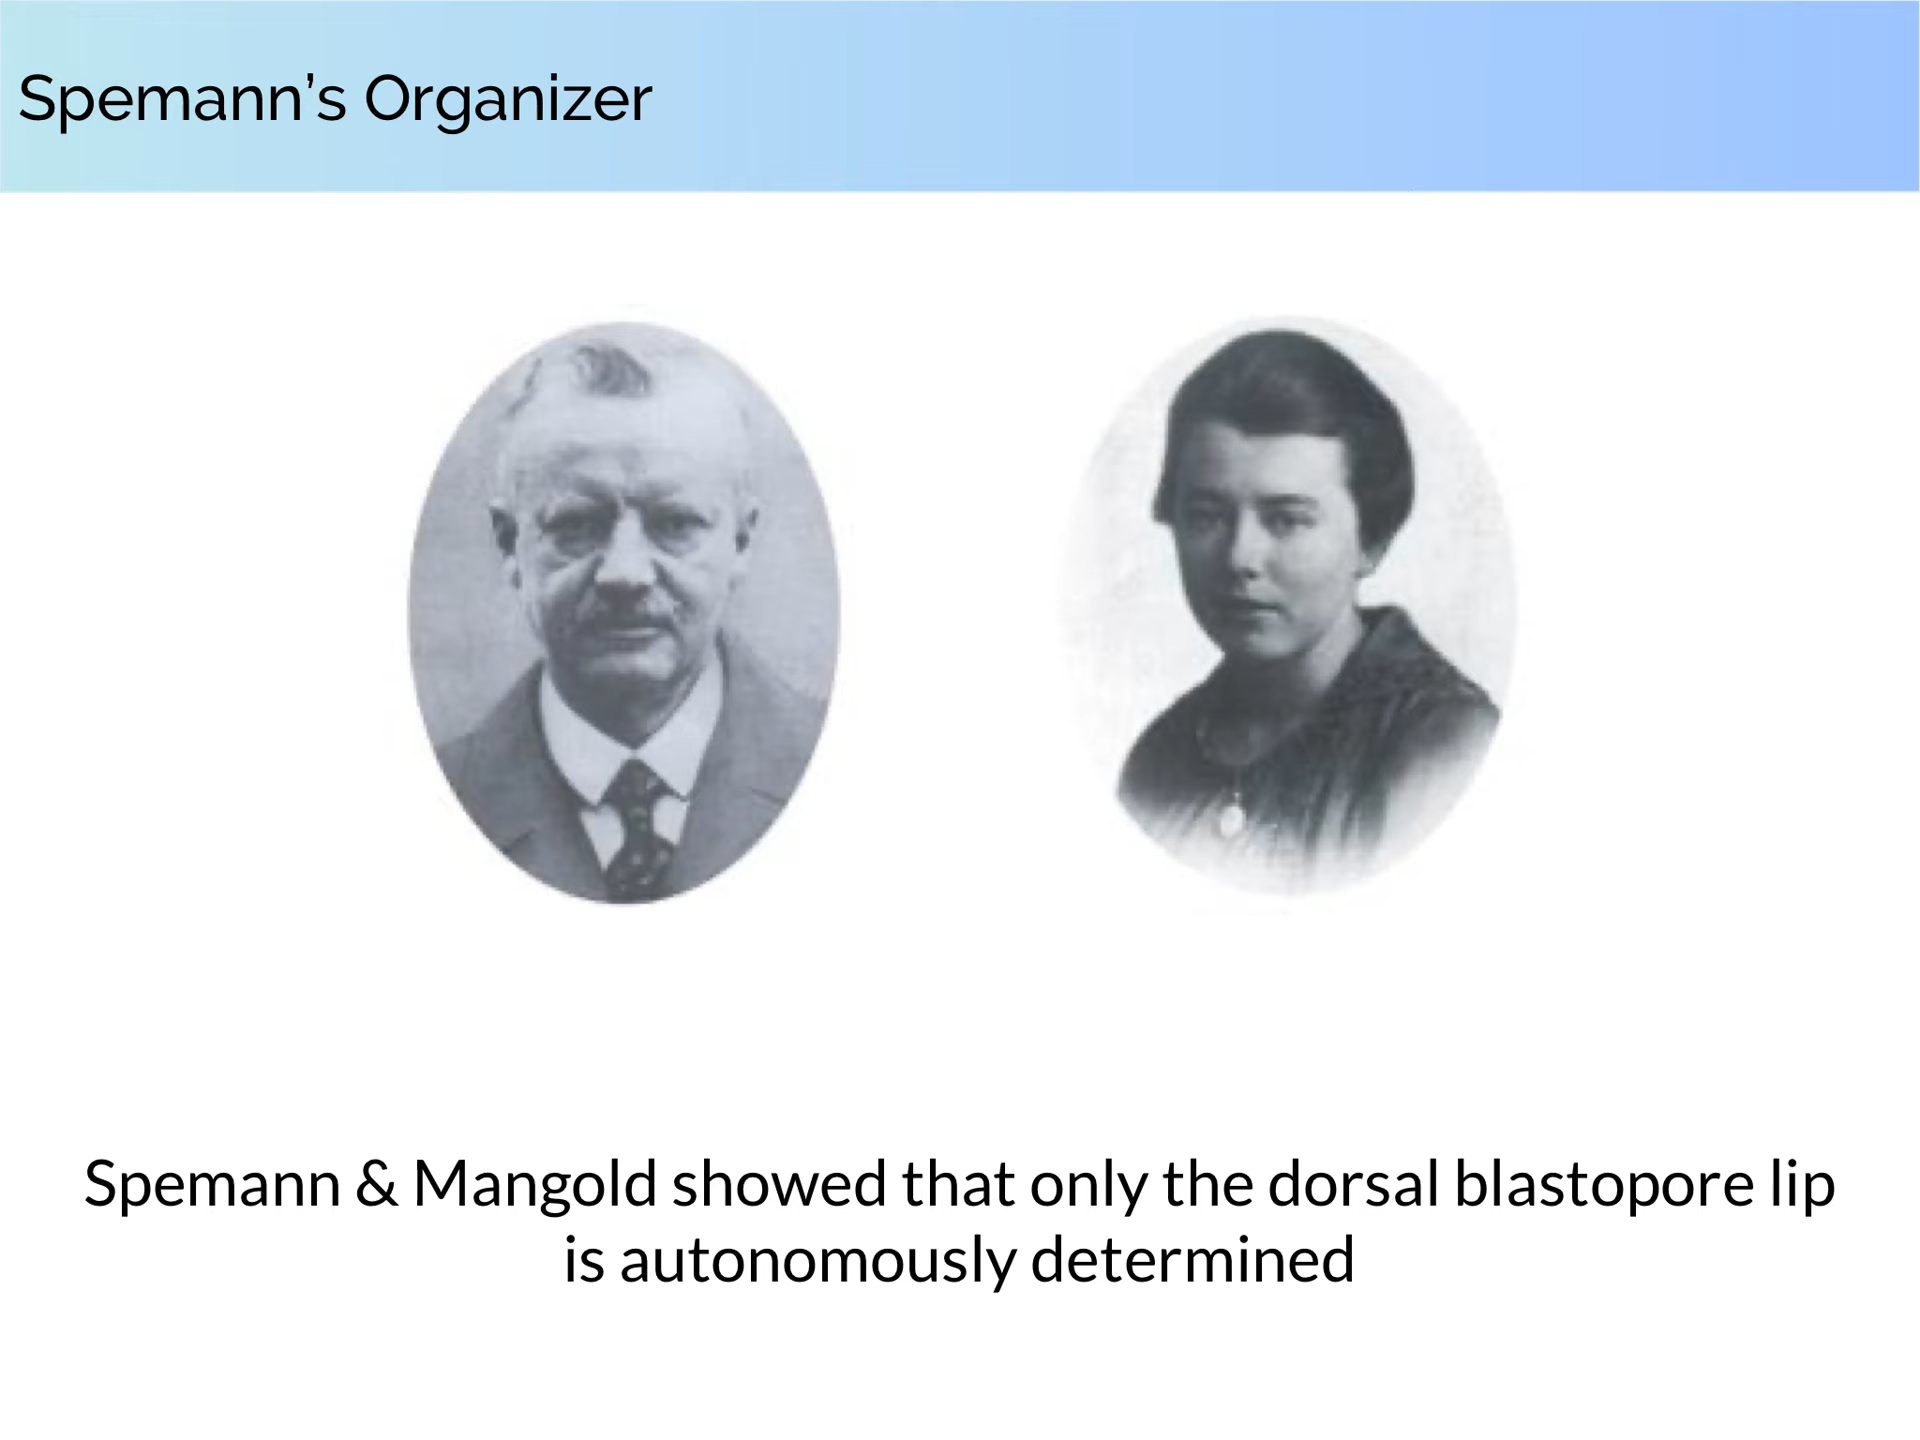 Spemann’s Organizer
Spemann & Mangold showed that only the dorsal blastopore lip
is autonomously determined